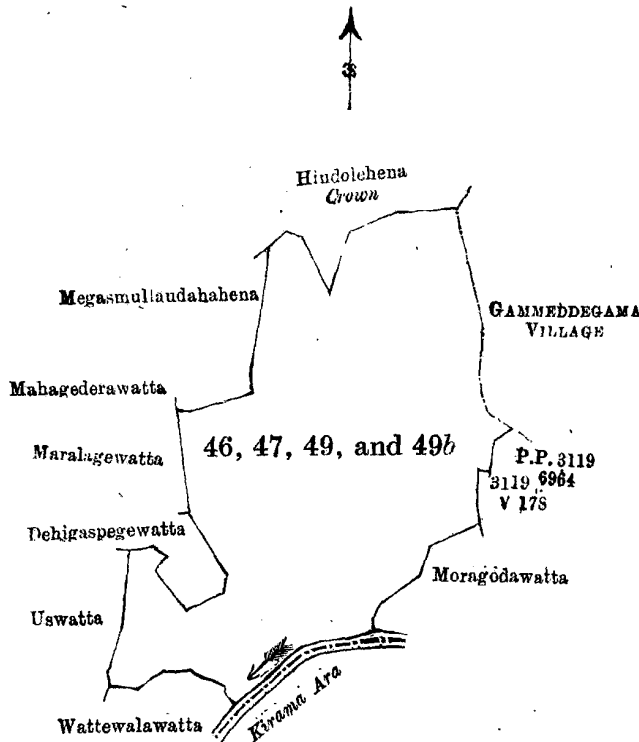 Hindolehena
Crown
Megasmullaudahahena
GAMMEDDEGAMA
VILLAGE
Mahagederawatta
Maralagewatta
46, 47, 49, and 49b
P.P. 3119
3119 6964
V 178
Dehigaspegewatta
Moragodawatta
Uswatta
Kirama Ara
Wattewalawatta